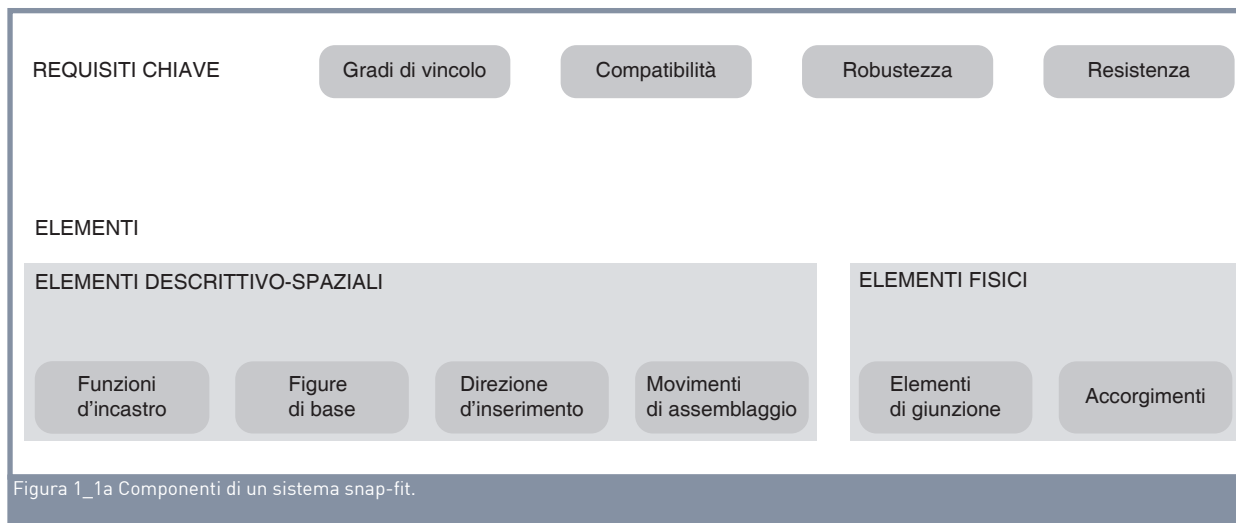 REQUISITI CHIAVE
Gradi di vincolo
Compatibilità
Robustezza
Resistenza
ELEMENTI
ELEMENTI DESCRITTIVO-SPAZIALI
Funzioni
d'incastro
Figure
di base
Direzione
d'inserimento
Movimenti
di assemblaggio
ELEMENTI FISICI
Elementi
di giunzione
Accorgimenti
Figura 1_1a Componenti di un sistema snap-fit.